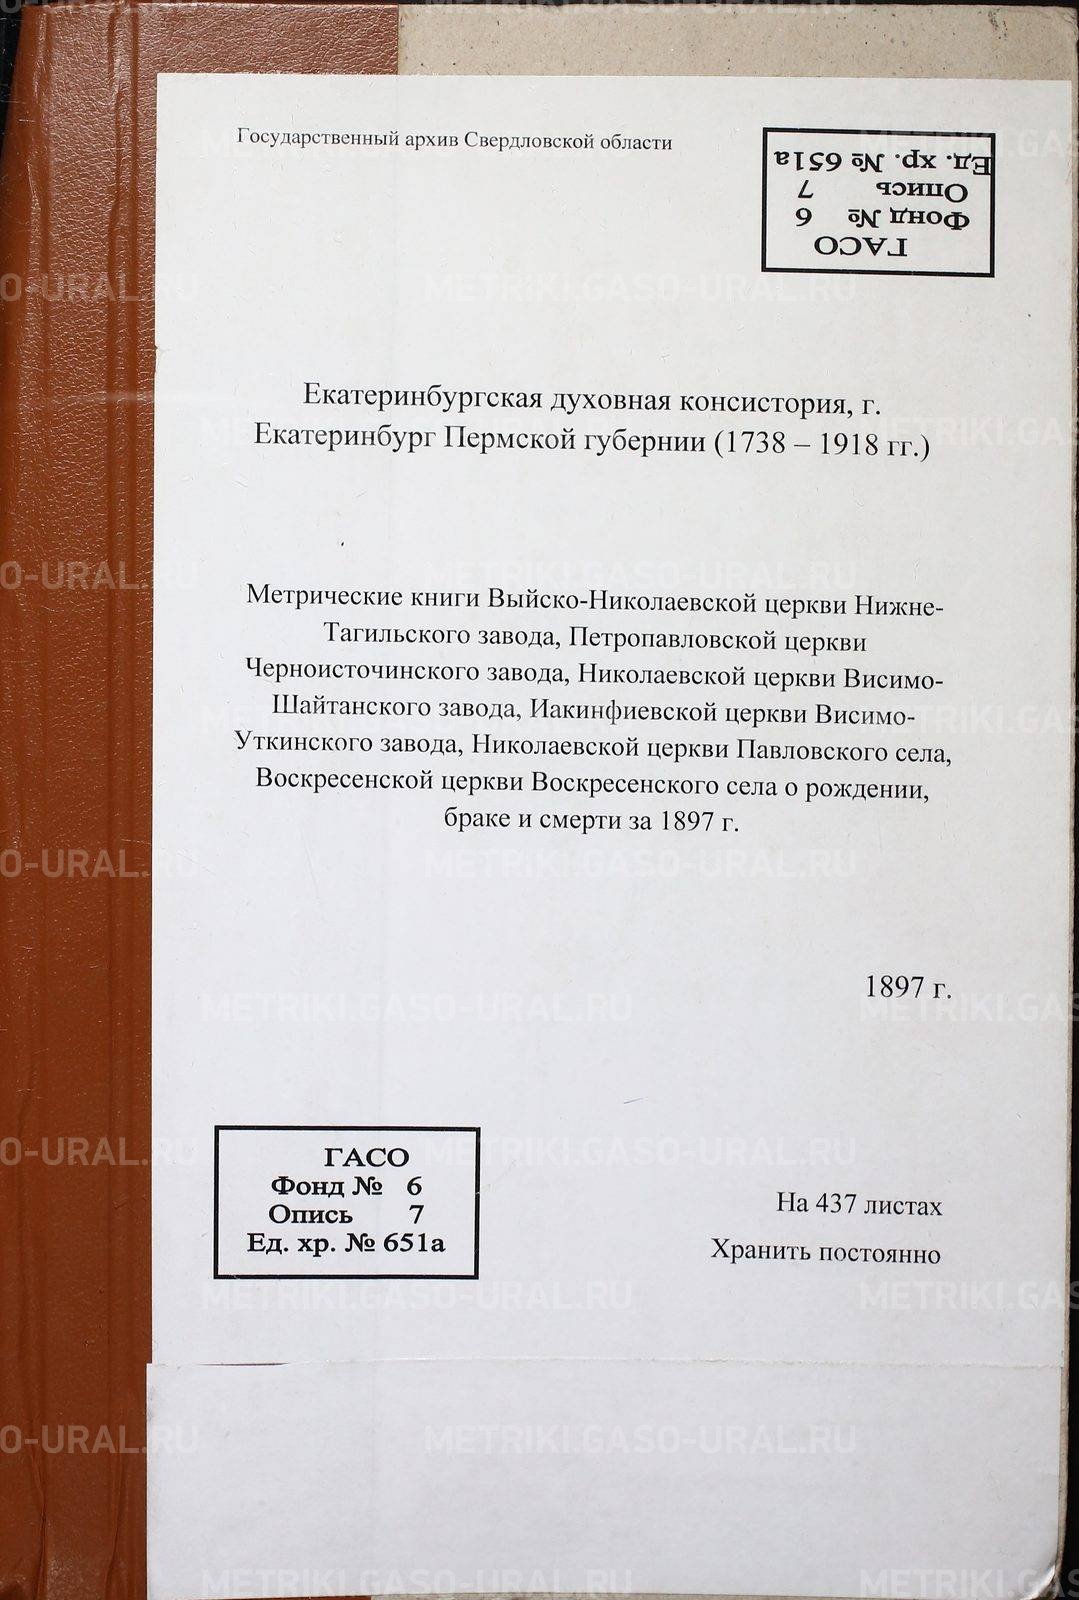 Государственный архив Свердловской области
ГАСО
Фонд № 6
Опись 7
Ед. хр. № 651а
Екатеринбургская духовная консистория, г.
Екатеринбург Пермской губернии (1738 – 1918 гг.)
Метрические книги Выйско-Николаевской церкви Нижне-
Тагильского завода, Петропавловской церкви
Черноисточинского завода, Николаевской церкви Висимо-
Шайтанского завода, Иакинфиевской церкви Висимо-
Уткинского завода, Николаевской церкви Павловского села,
Воскресенской церкви Воскресенского села о рождении,
браке и смерти за 1897 г.
1897 г.
ГАСО
Фонд № 6
Опись 7
Ед. хр. № 651а
На 437 листах
Хранить постоянно
METRIKI.GASO-URAL.RU